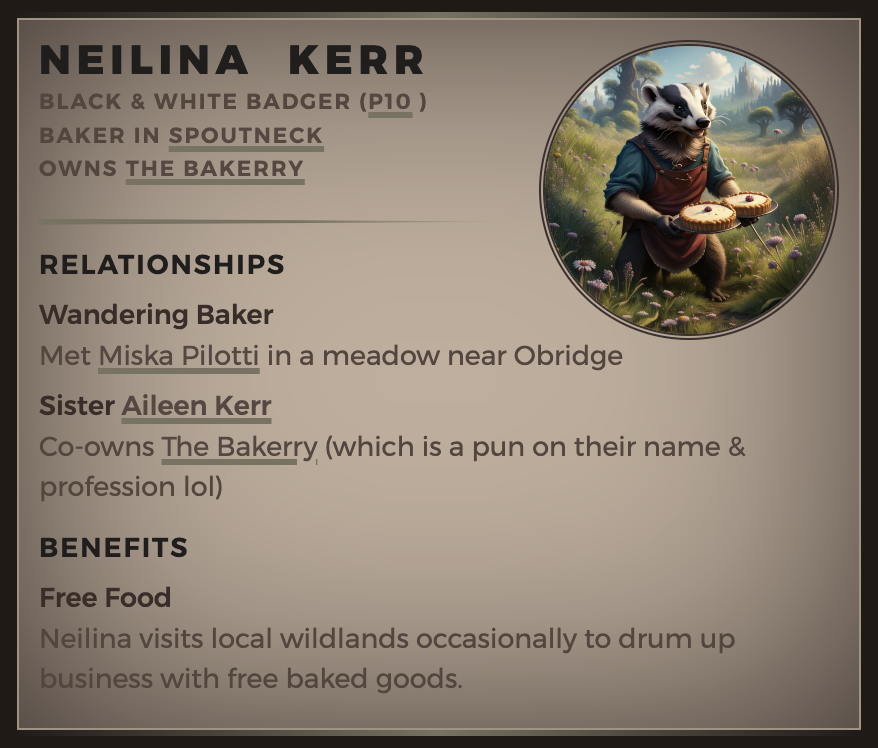 NEILINA KERR
BLACK & WHITE BADGER (P10 )
BAKER IN SPOUTNECK
OWNS THE BAKERRY
RELATIONSHIPS
Wandering Baker
Met Miska Pilotti in a meadow near Obridge
Sister Aileen Kerr
Co-owns The Bakerry (which is a pun on their name &
profession lol)
BENEFITS
Free Food
Neilina visits local wildlands occasionally to drum up
business with free baked goods.